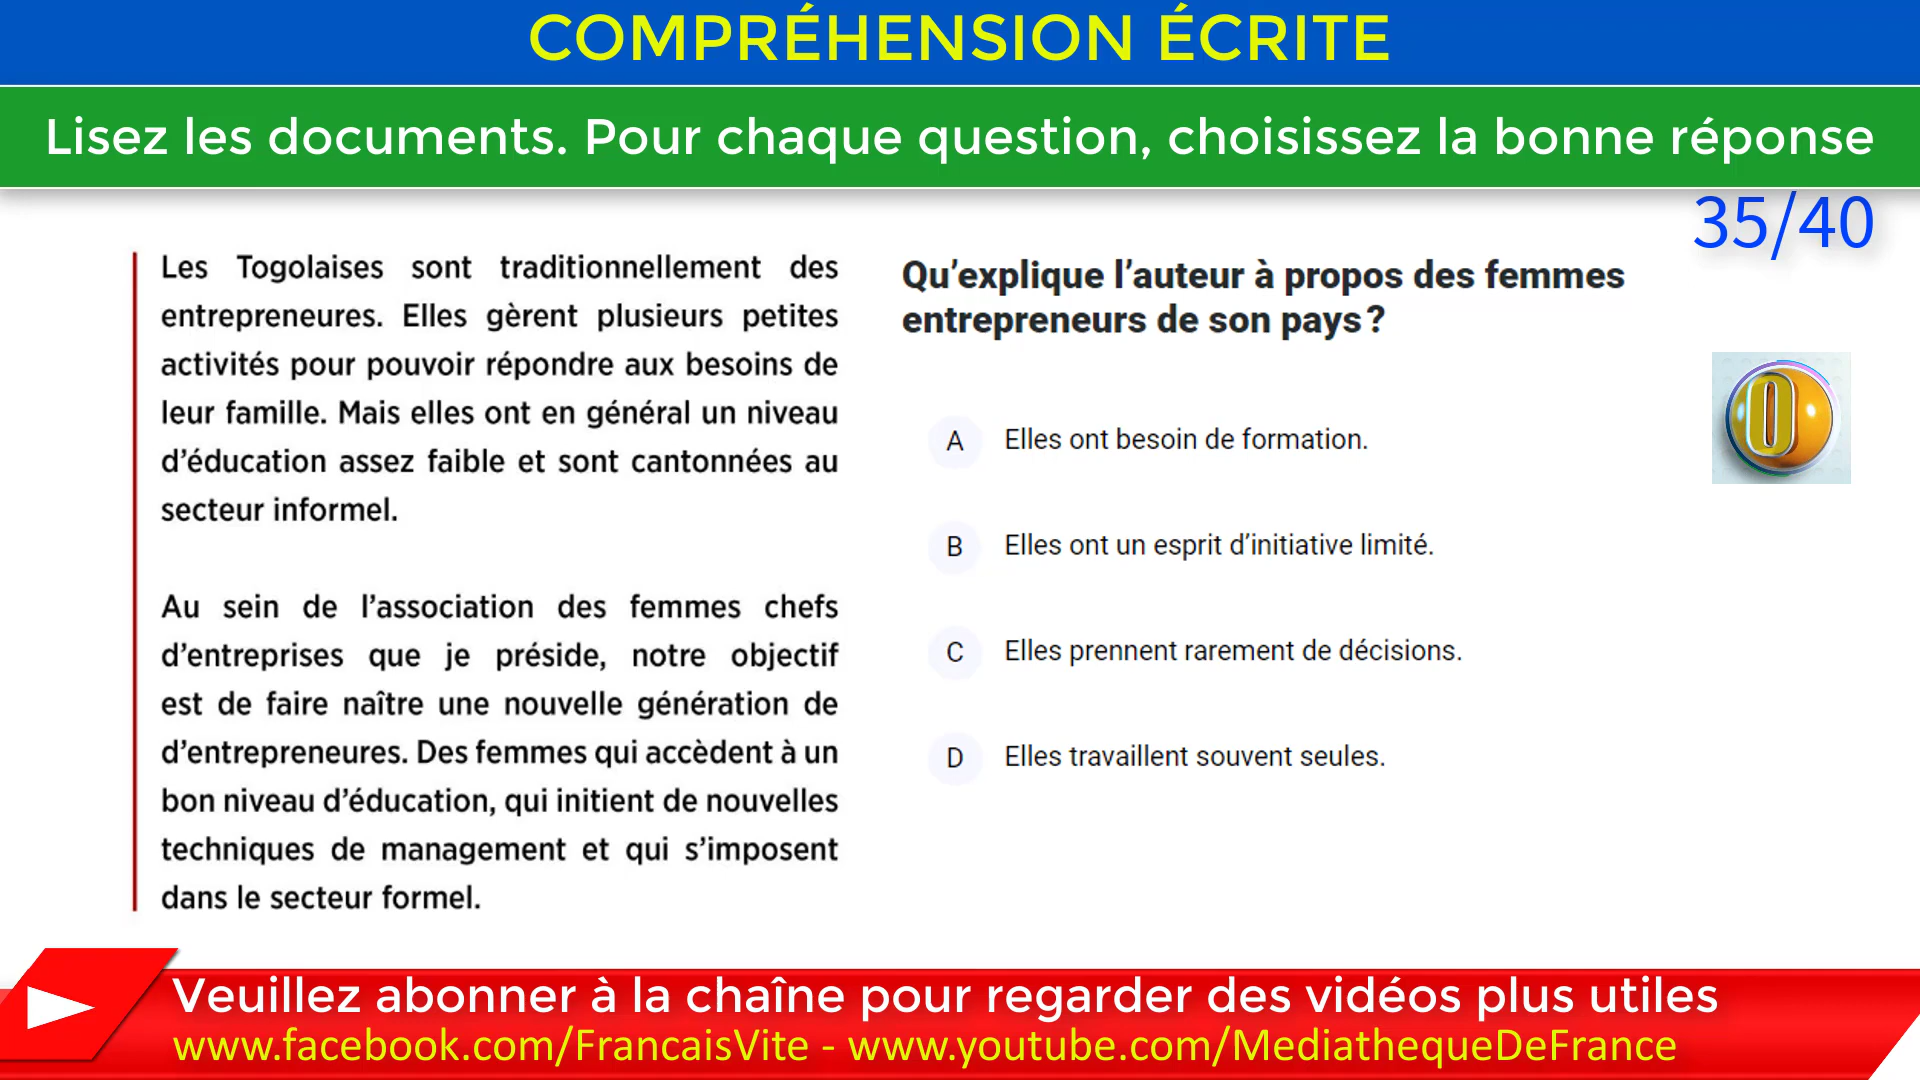 COMPRÉHENSION ÉCRITE
Lisez les documents. Pour chaque question, choisissez la bonne réponse
35/40
Les Togolaises sont traditionnellement des
entrepreneures. Elles gèrent plusieurs petites
activités pour pouvoir répondre aux besoins de
leur famille. Mais elles ont en général un niveau
d’éducation assez faible et sont cantonnées au
secteur informel.
Au sein de l’association des femmes chefs
d’entreprises que je préside, notre objectif
est de faire naître une nouvelle génération de
d’entrepreneures. Des femmes qui accèdent à un
bon niveau d’éducation, qui initient de nouvelles
techniques de management et qui s’imposent
dans le secteur formel.
Qu’explique l’auteur à propos des femmes
entrepreneurs de son pays ?
A Elles ont besoin de formation.
B Elles ont un esprit d’initiative limité.
C Elles prennent rarement de décisions.
D Elles travaillent souvent seules.
0
Veuillez abonner à la chaîne pour regarder des vidéos plus utiles
www.facebook.com/FrancaisVite - www.youtube.com/MediathequeDeFrance